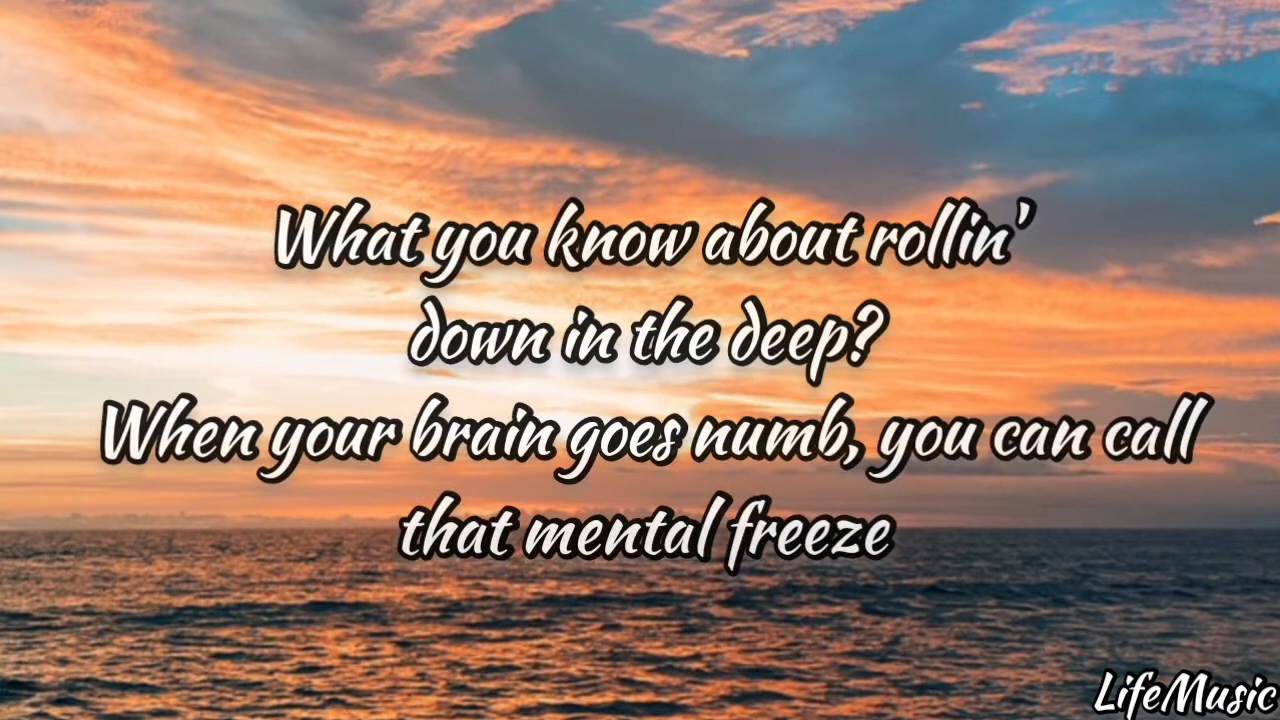 What you know about rollin'
down in the deep?
When your brain goes numb, you can call
that mental freeze
LifeMusic